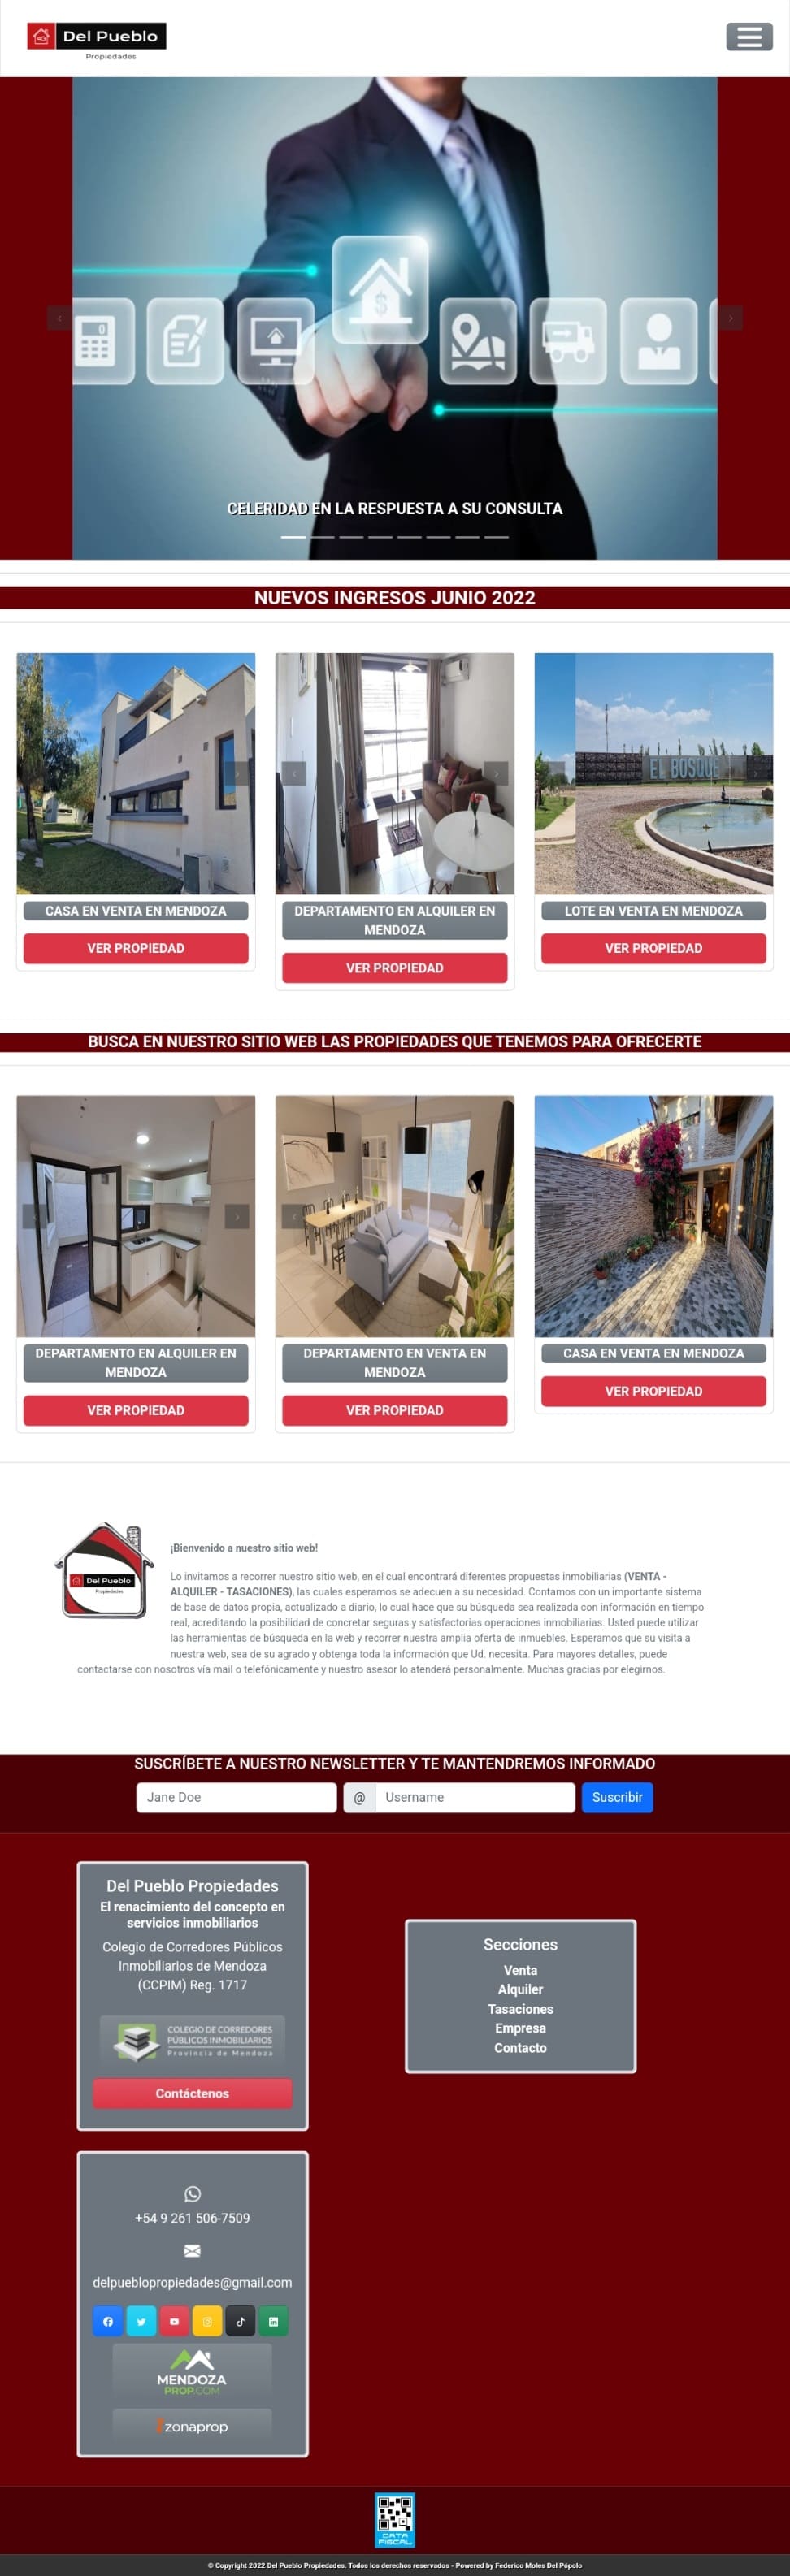 Del Pueblo
Propiedades
CELERIDAD EN LA RESPUESTA A SU CONSULTA
NUEVOS INGRESOS JUNIO 2022
EL BOSQUE
CASA EN VENTA EN MENDOZA
VER PROPIEDAD
DEPARTAMENTO EN ALQUILER EN
MENDOZA
VER PROPIEDAD
LOTE EN VENTA EN MENDOZA
VER PROPIEDAD
BUSCA EN NUESTRO SITIO WEB LAS PROPIEDADES QUE TENEMOS PARA OFRECERTE
DEPARTAMENTO EN ALQUILER EN
MENDOZA
VER PROPIEDAD
DEPARTAMENTO EN VENTA EN
MENDOZA
VER PROPIEDAD
CASA EN VENTA EN MENDOZA
VER PROPIEDAD
Del Pueblo
Propiedades
¡Bienvenido a nuestro sitio web!
Lo invitamos a recorrer nuestro sitio web, en el cual encontrará diferentes propuestas inmobiliarias (VENTA -
ALQUILER - TASACIONES), las cuales esperamos se adecuen a su necesidad. Contamos con un importante sistema
de base de datos propia, actualizado a diario, lo cual hace que su búsqueda sea realizada con información en tiempo
real, acreditando la posibilidad de concretar seguras y satisfactorias operaciones inmobiliarias. Usted puede utilizar
las herramientas de búsqueda en la web y recorrer nuestra amplia oferta de inmuebles. Esperamos que su visita a
nuestra web, sea de su agrado y obtenga toda la información que Ud. necesita. Para mayores detalles, puede
contactarse con nosotros vía mail o telefónicamente y nuestro asesor lo atenderá personalmente. Muchas gracias por elegirnos.
SUSCRÍBETE A NUESTRO NEWSLETTER Y TE MANTENDREMOS INFORMADO
Jane Doe
@ Username
Suscribir
Del Pueblo Propiedades
El renacimiento del concepto en
servicios inmobiliarios
Colegio de Corredores Públicos
Inmobiliarios de Mendoza
(CCPIM) Reg. 1717
COLEGIO DE CORREDORES
PÚBLICOS INMOBILIARIOS
Provincia de Mendoza
Contáctenos
Secciones
Venta
Alquiler
Tasaciones
Empresa
Contacto
+54 9 261 506-7509
delpueblopropiedades@gmail.com
MENDOZA
PROP.COM
zonaprop
DATA
FISCAL
© Copyright 2022 Del Pueblo Propiedades. Todos los derechos reservados - Powered by Federico Moles Del Pópolo